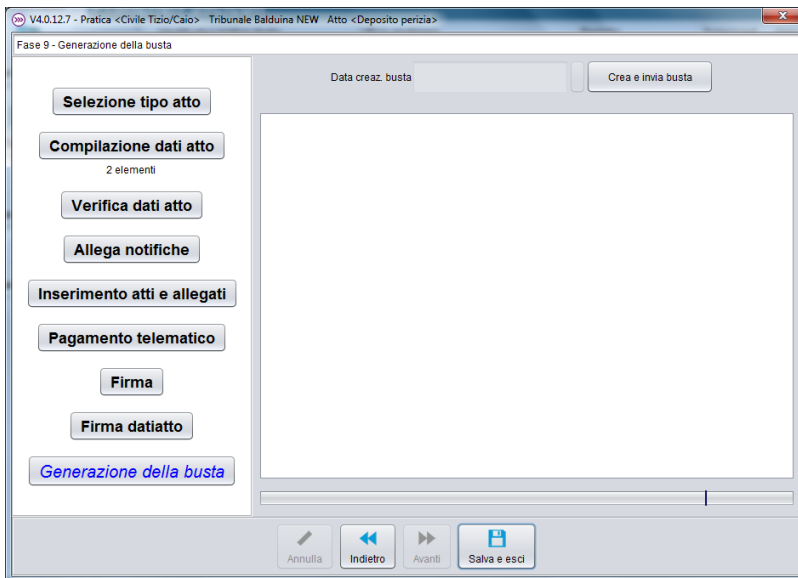 V4.0.12.7 - Pratica <Civile Tizio/Caio> Tribunale Balduina NEW Atto <Deposito perizia>
Fase 9 - Generazione della busta
Data creaz. busta
Crea e invia busta
Selezione tipo atto
Compilazione dati atto
2 elementi
Verifica dati atto
Allega notifiche
Inserimento atti e allegati
Pagamento telematico
Firma
Firma datiatto
Generazione della busta
Annulla
Indietro
Avanti
Salva e esci